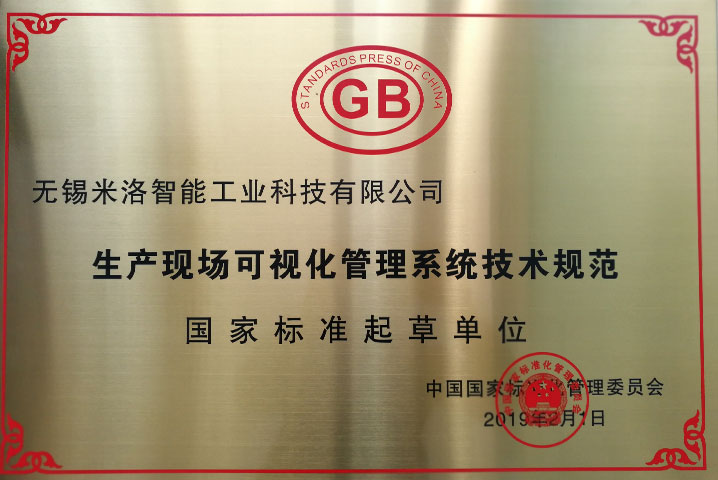 STANDARDS PRESS OF CHINA
GB
无锡米洛智能工业科技有限公司
生产现场可视化管理系统技术规范
国家标准起草单位
中国国家标准化管理委员会
2019年2月1日